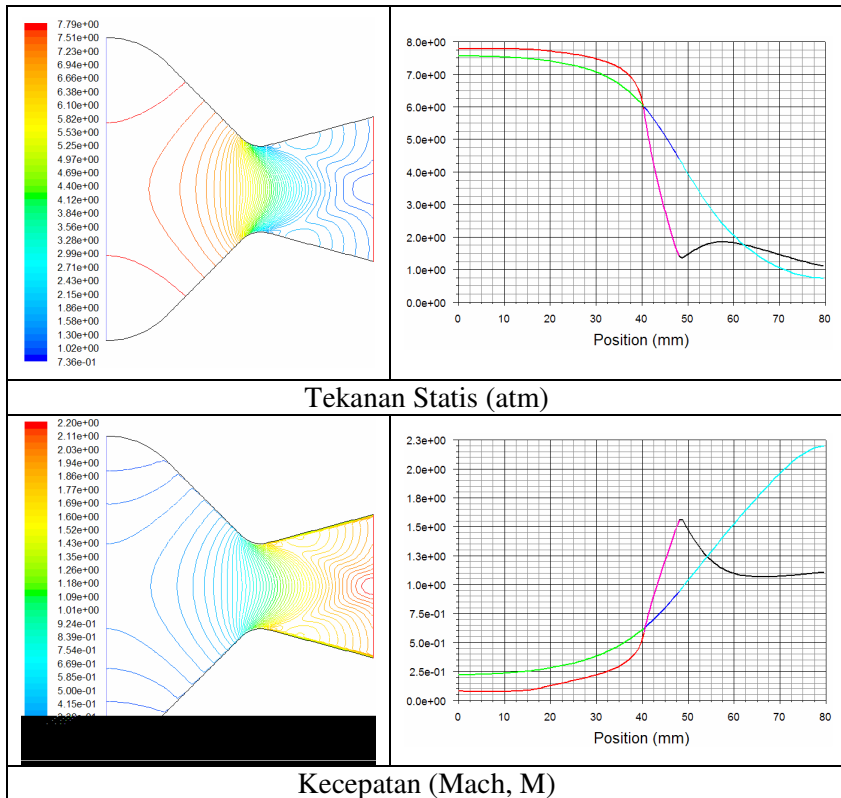 7.79e+00
7.51e+00
7.23e+00
6.94e+00
6.66e+00
6.38e+00
6.10e+00
5.82e+00
5.53e+00
5.25e+00
4.97e+00
4.69e+00
4.40e+00
4.12e+00
3.84e+00
3.56e+00
3.28e+00
2.99e+00
2.71e+00
2.43e+00
2.15e+00
1.86e+00
1.58e+00
1.30e+00
1.02e+00
7.36e-01
8.0e+00
7.0e+00
6.0e+00
5.0e+00
4.0e+00
3.0e+00
2.0e+00
1.0e+00
0.0e+00
0 10 20 30 40 50 60 70 80
Position (mm)
Tekanan Statis (atm)
2.20e+00
2.11e+00
2.03e+00
1.94e+00
1.86e+00
1.77e+00
1.69e+00
1.60e+00
1.52e+00
1.43e+00
1.35e+00
1.26e+00
1.18e+00
1.09e+00
1.01e+00
9.24e-01
8.39e-01
7.54e-01
6.69e-01
5.85e-01
5.00e-01
4.15e-01
2.3e+00
2.0e+00
1.8e+00
1.5e+00
1.3e+00
1.0e+00
7.5e-01
5.0e-01
2.5e-01
0.0e+00
0 10 20 30 40 50 60 70 80
Position (mm)
Kecepatan (Mach, M)